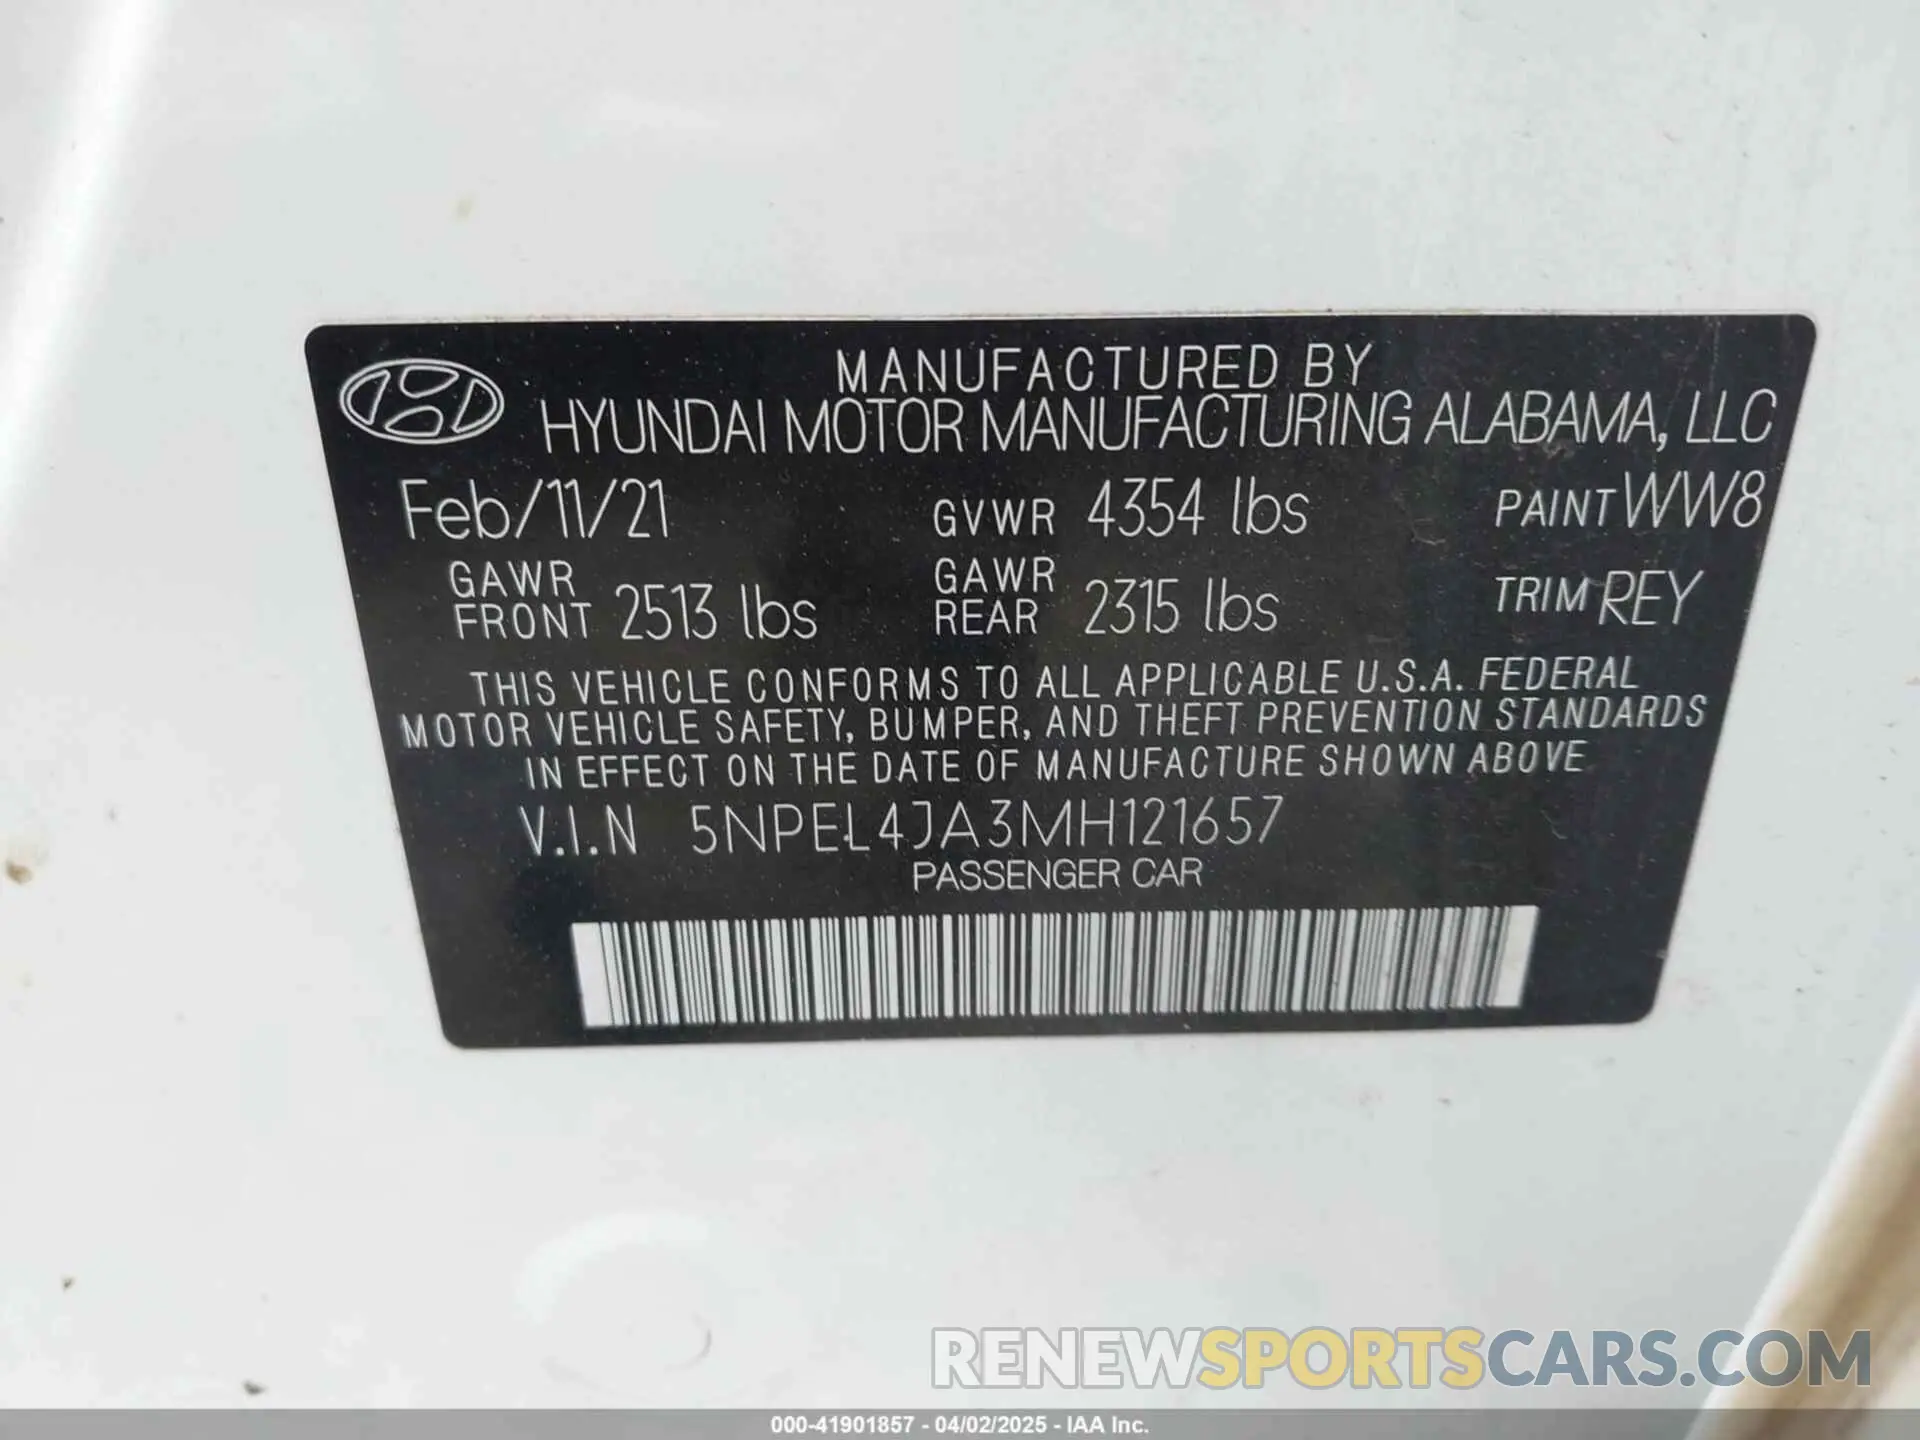 MANUFACTURED BY
HYUNDAI MOTOR MANUFACTURING ALABAMA, LLC
Feb/11/21 GVWR 4354 lbs PAINT WW8
GAWR FRONT 2513 lbs GAWR REAR 2315 lbs TRIM REY
THIS VEHICLE CONFORMS TO ALL APPLICABLE U.S.A. FEDERAL
MOTOR VEHICLE SAFETY, BUMPER, AND THEFT PREVENTION STANDARDS
IN EFFECT ON THE DATE OF MANUFACTURE SHOWN ABOVE
V.I.N 5NPEL4JA3MH121657
PASSENGER CAR
RENEWSPORTSCARS.COM
000-41901857 - 04/02/2025 - IAA Inc.